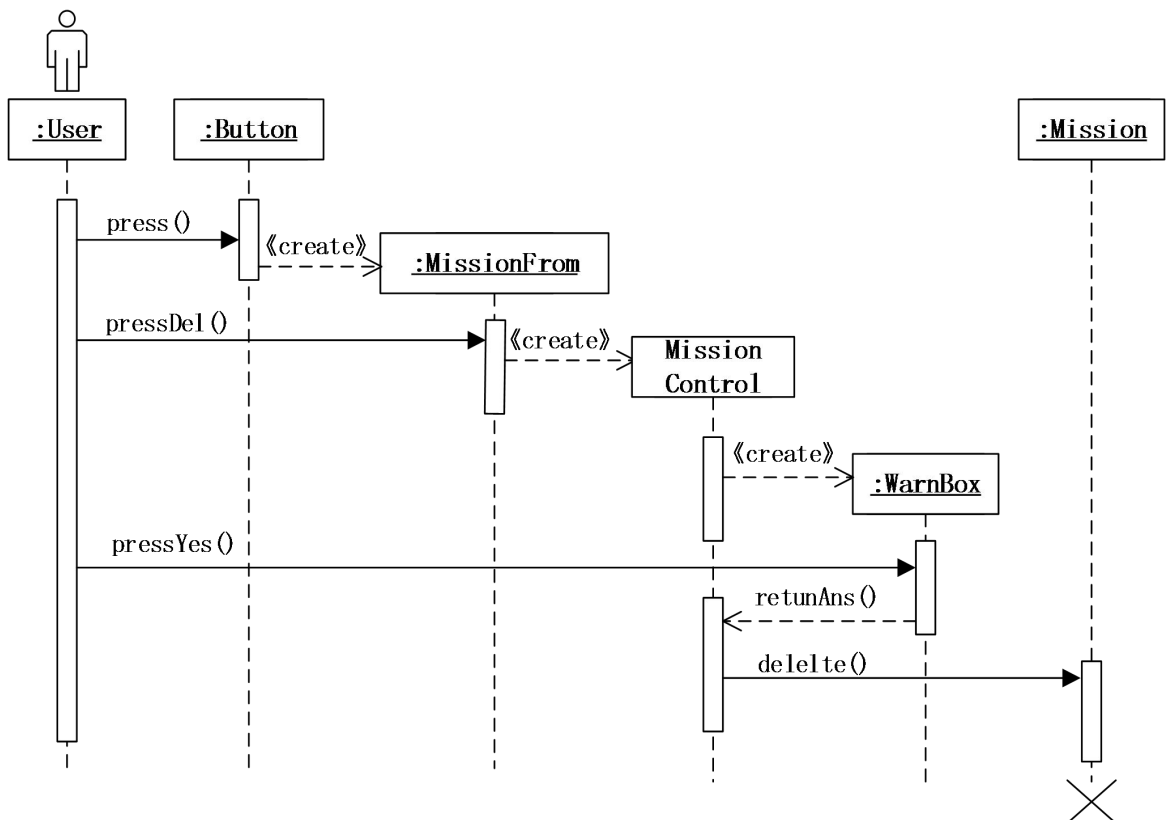 :User
:Button
:Mission
press()
《create》
:MissionFrom
pressDel()
《create》
Mission
Control
《create》
:WarnBox
pressYes()
retunAns()
delelte()